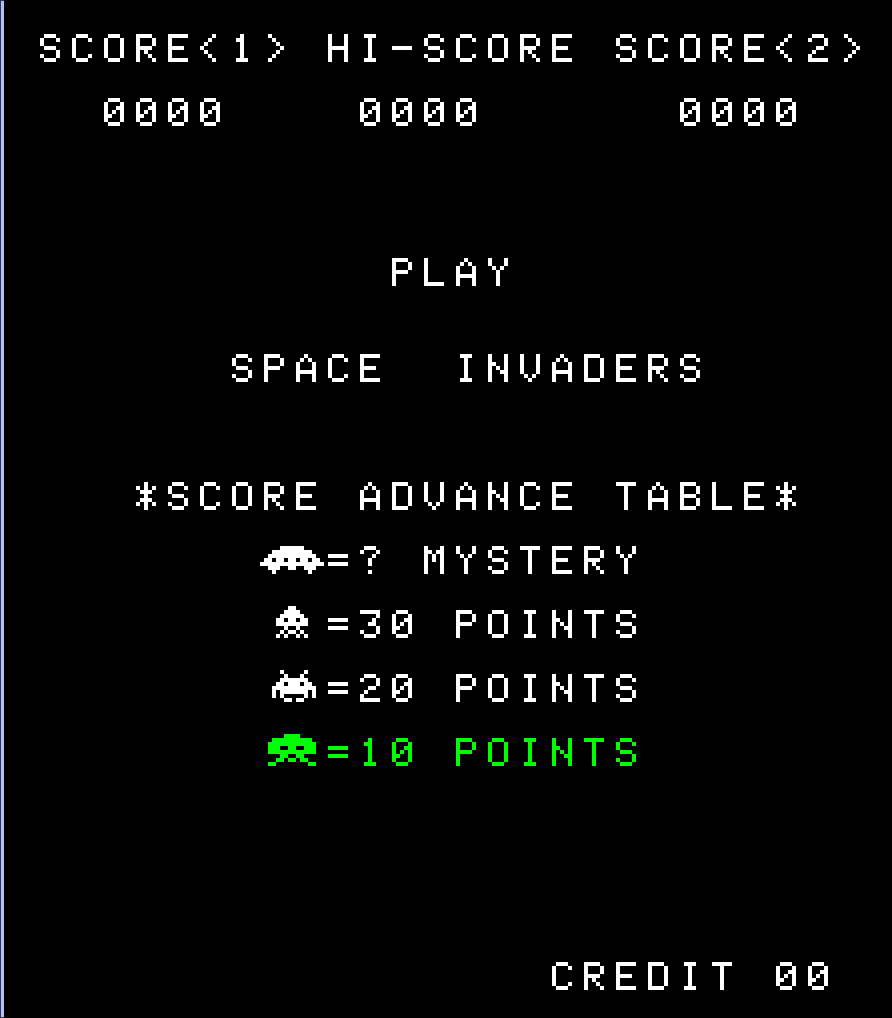 SCORE<1> HI-SCORE SCORE<2>
0000 0000 0000
PLAY
SPACE INVADERS
*SCORE ADVANCE TABLE*
=? MYSTERY
=30 POINTS
=20 POINTS
=10 POINTS
CREDIT 00